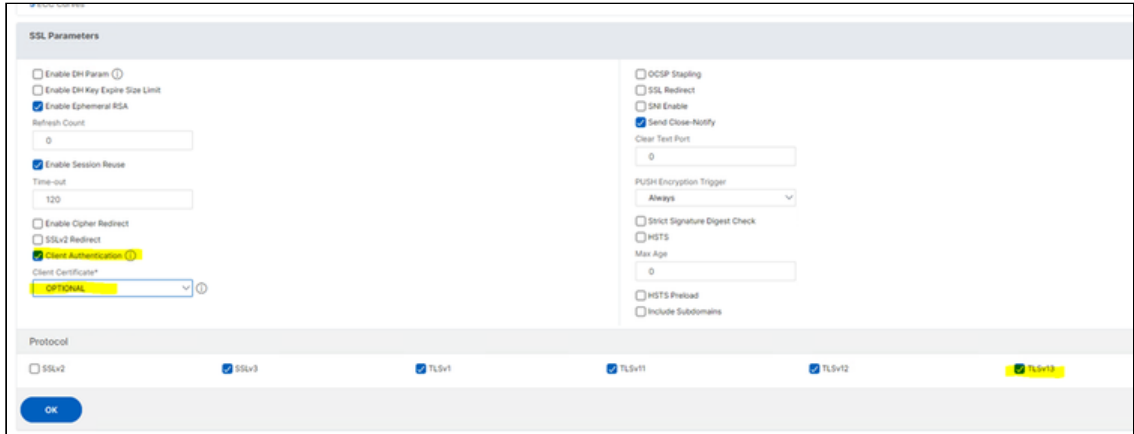 ECC Curves
SSL Parameters
Enable DH Param
Enable DH Key Expire Size Limit
Enable Ephemeral RSA
Refresh Count
0
Enable Session Reuse
Time-out
120
Enable Cipher Redirect
SSLv2 Redirect
Client Authentication
Client Certificate*
OPTIONAL
OCSP Stapling
SSL Redirect
SNI Enable
Send Close-Notify
Clear Text Port
0
PUSH Encryption Trigger
Always
Strict Signature Digest Check
HSTS
Max Age
0
HSTS Preload
Include Subdomains
Protocol
SSLv2 SSLv3 TLSv1 TLSv11 TLSv12 TLSv13
OK